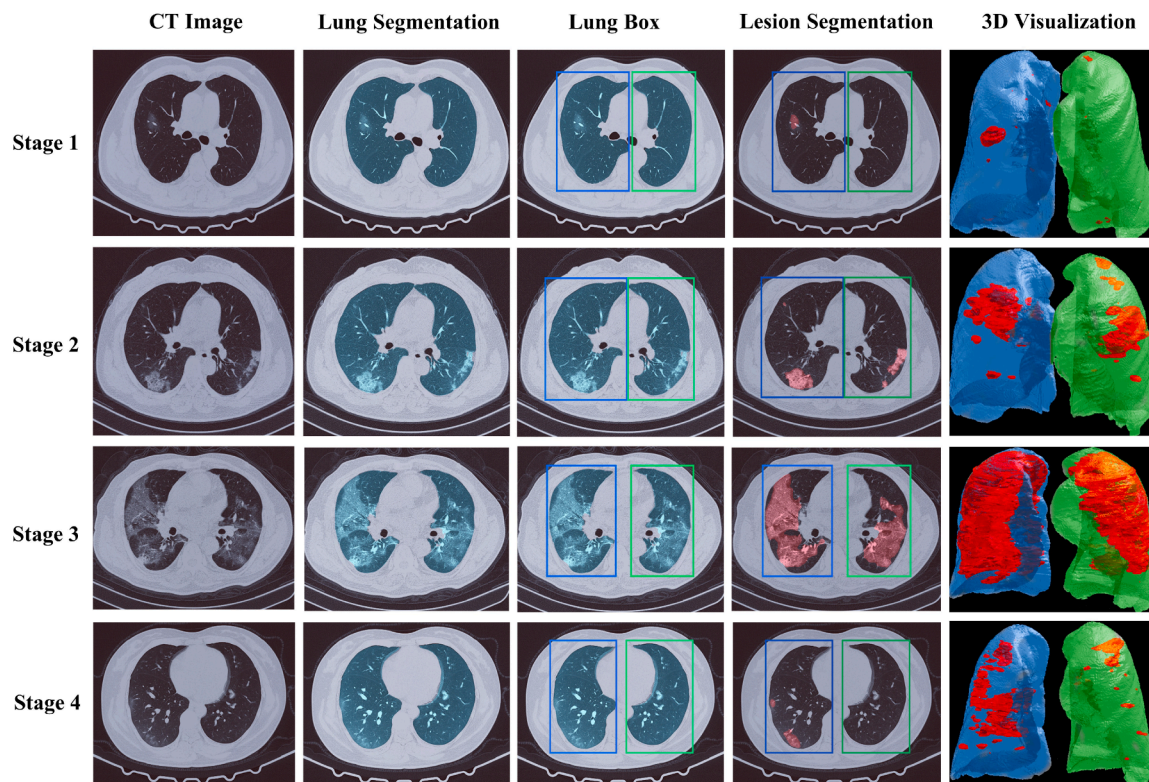 CT Image Lung Segmentation Lung Box Lesion Segmentation 3D Visualization
Stage 1
Stage 2
Stage 3
Stage 4